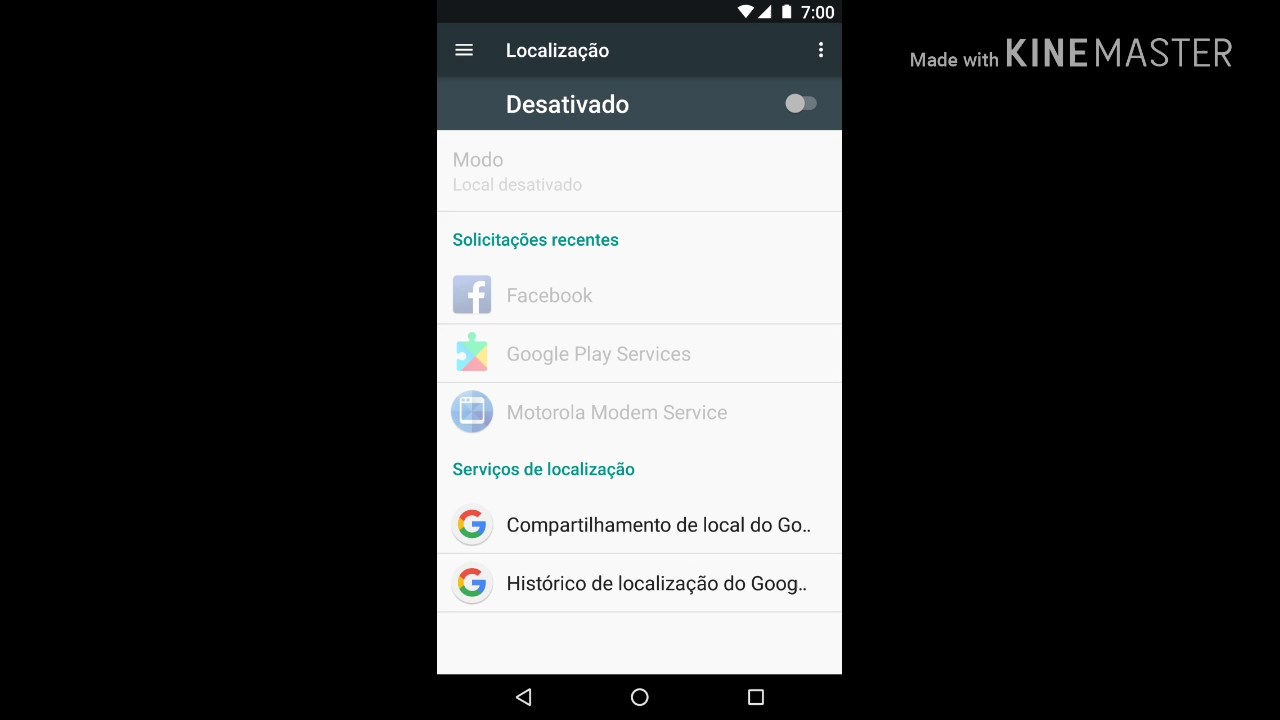 7:00
Localização
Made with KINEMASTER
Desativado
Modo
Local desativado
Solicitações recentes
Facebook
Google Play Services
Motorola Modem Service
Serviços de localização
Compartilhamento de local do Go..
Histórico de localização do Goog..